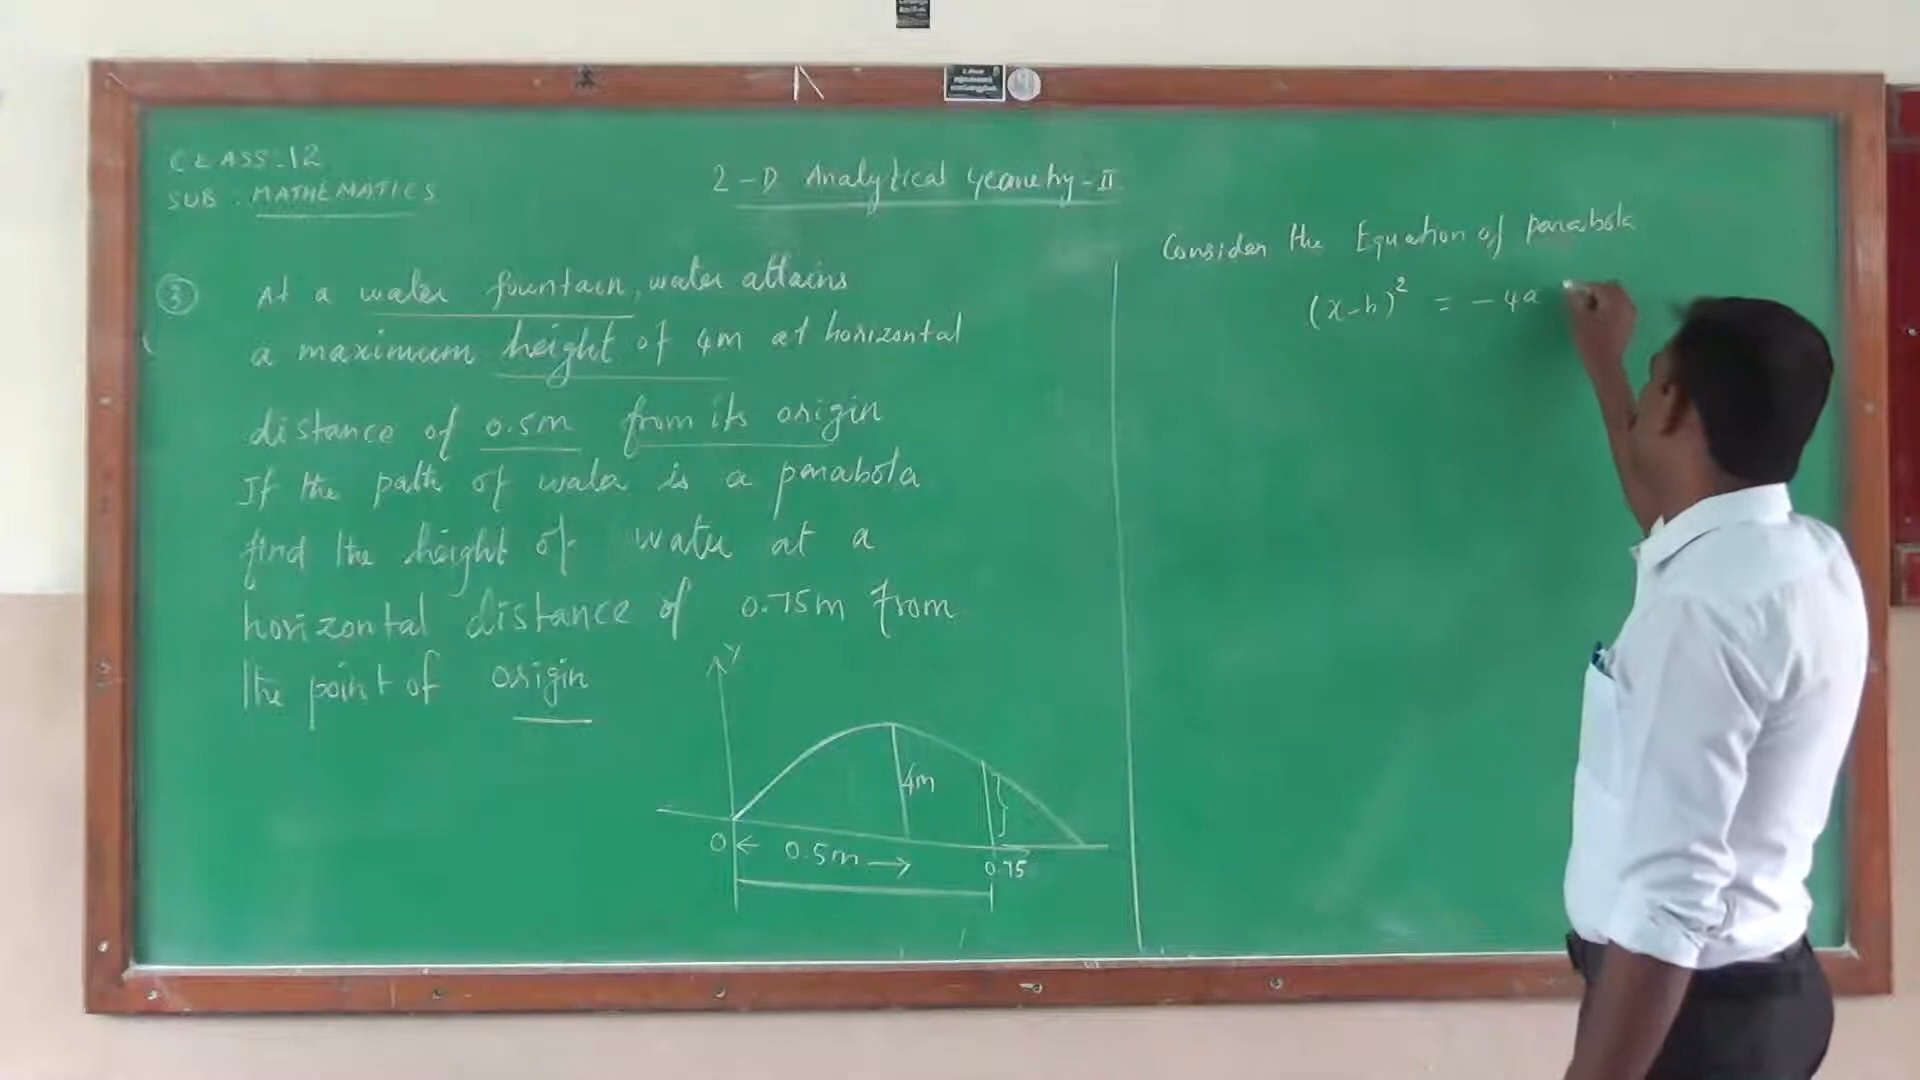 CLASS:12
SUB : MATHEMATICS
2-D Analytical Geometry-II
③ At a water fountain, water attains
a maximum height of 4m at horizontal
distance of 0.5m from its origin
If the path of water is a parabola
find the height of water at a
horizontal distance of 0.75m from
the point of origin
Y
4m
O
0.5m
0.75
Consider the Equation of parabola
(x-h)² = -4a